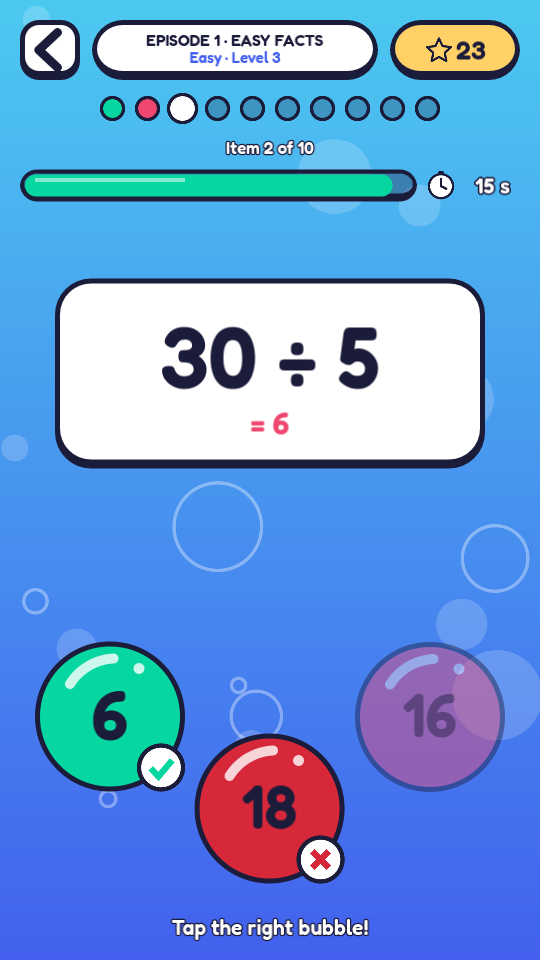 EPISODE 1 · EASY FACTS
Easy · Level 3
23
Item 2 of 10
15 s
30 ÷ 5
= 6
6
16
18
Tap the right bubble!